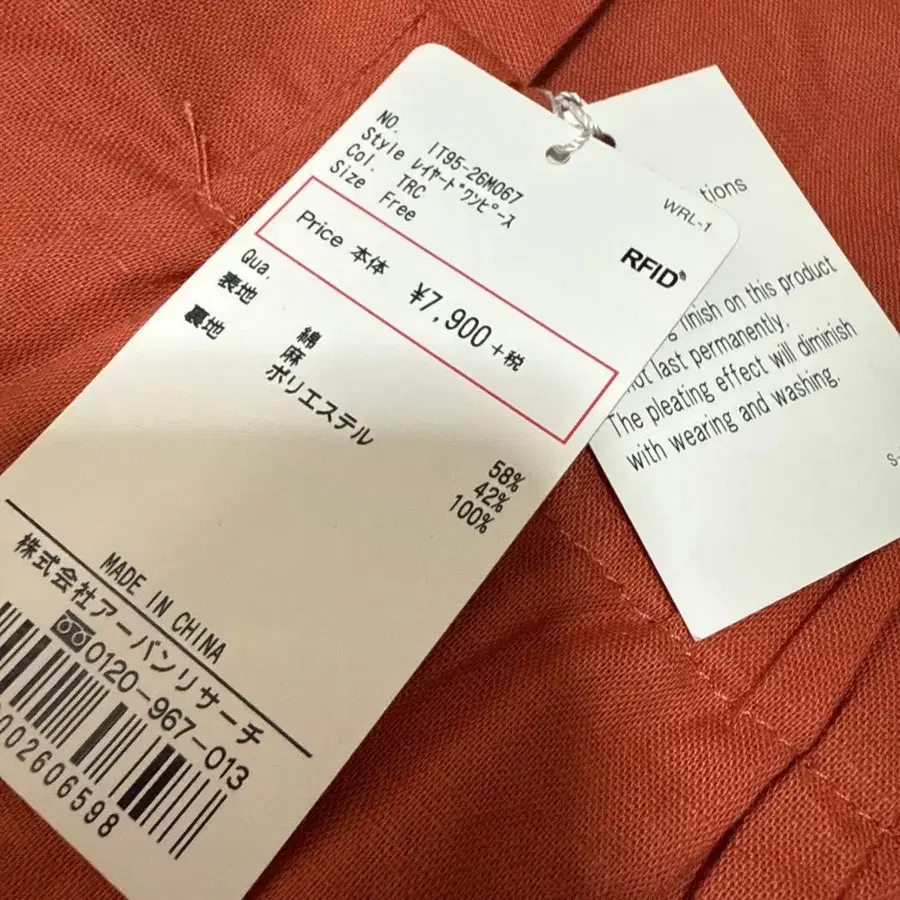 NO. IT95-26M067
Style レイヤードワンピース
Col. TRC
Size Free
WRL-1
RFID
Price 本体 ¥7,900+税
Qua.
表地 綿 58%
麻 42%
裏地 ポリエステル 100%
MADE IN CHINA
株式会社アーバンリサーチ
0120-967-013
02606598
tions
finish on this product
not last permanently.
The pleating effect will diminish
with wearing and washing.
S-